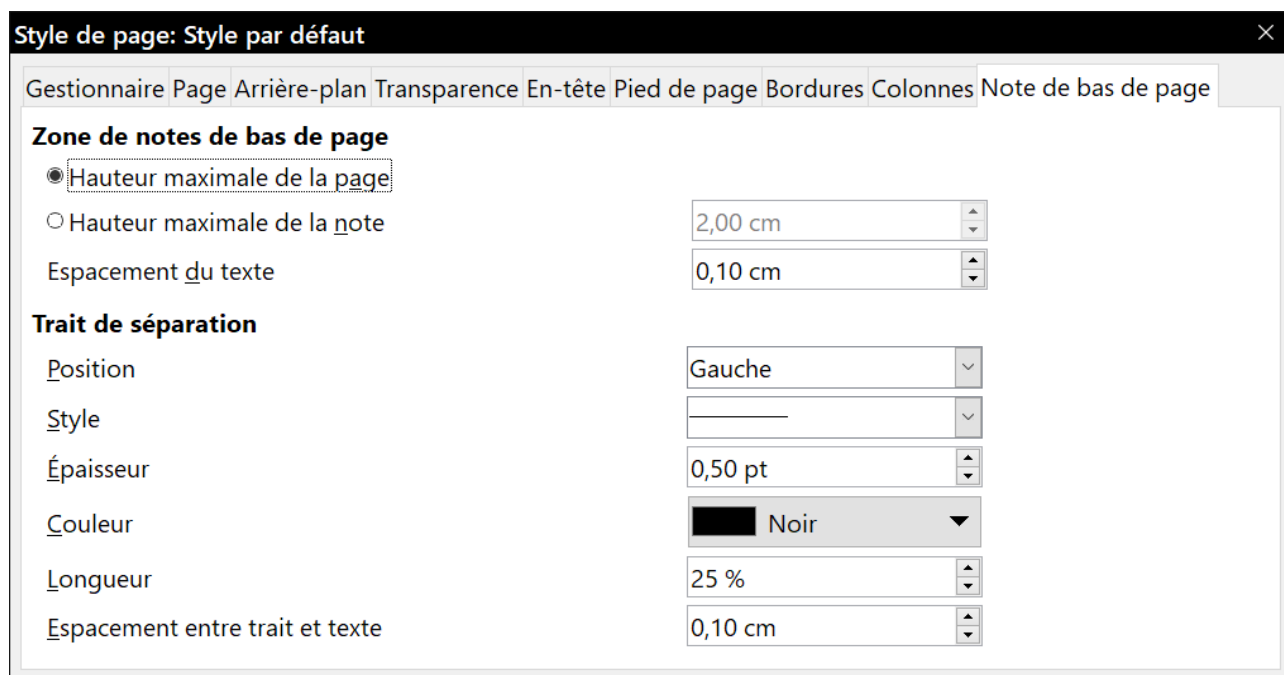 Style de page: Style par défaut
Gestionnaire Page Arrière-plan Transparence En-tête Pied de page Bordures Colonnes Note de bas de page
Zone de notes de bas de page
Hauteur maximale de la page
Hauteur maximale de la note 2,00 cm
Espacement du texte 0,10 cm
Trait de séparation
Position Gauche
Style
Épaisseur 0,50 pt
Couleur Noir
Longueur 25 %
Espacement entre trait et texte 0,10 cm